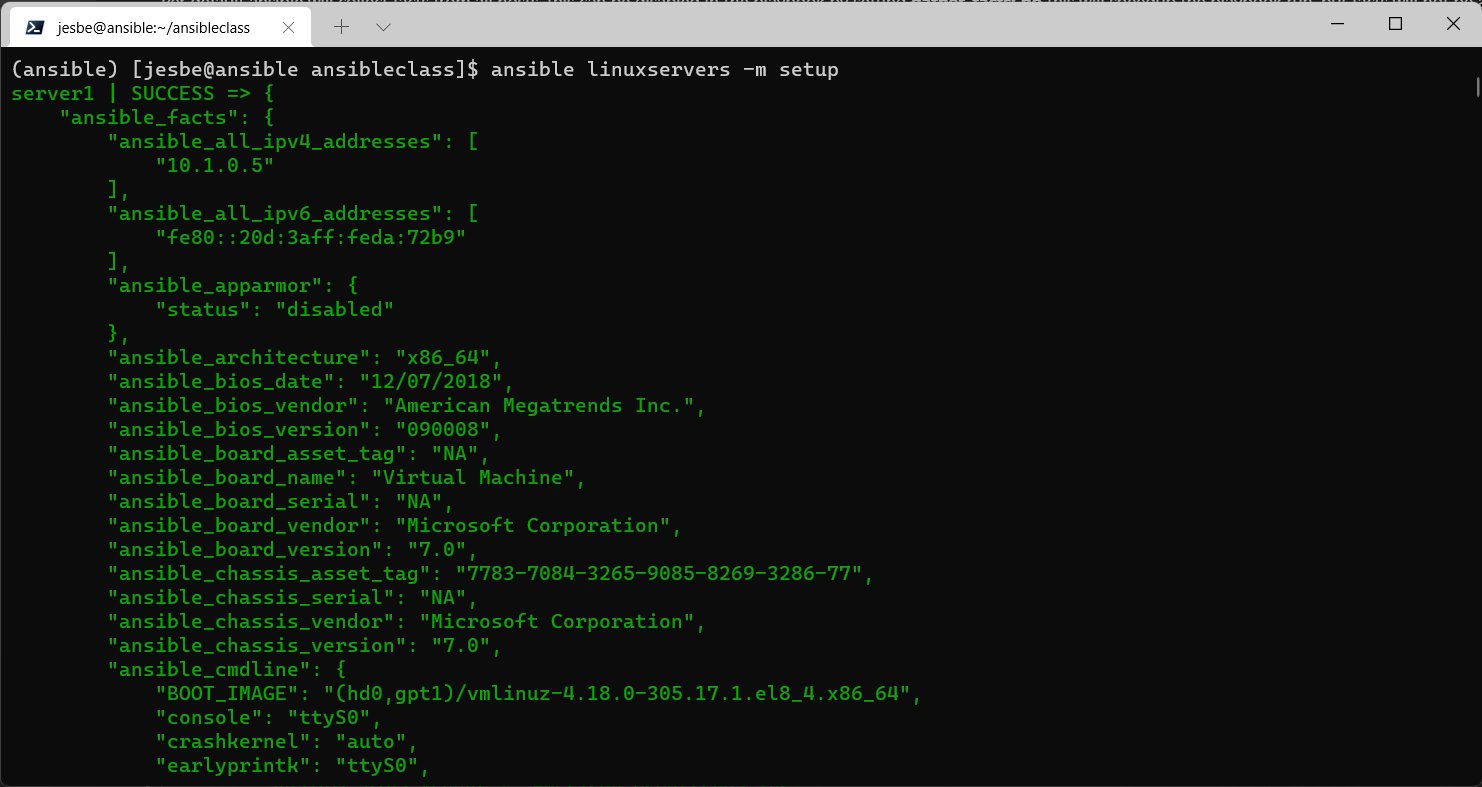 jesbe@ansible:~/ansibleclass
(ansible) [jesbe@ansible ansibleclass]$ ansible linuxservers -m setup
server1 | SUCCESS => {
    "ansible_facts": {
        "ansible_all_ipv4_addresses": [
            "10.1.0.5"
        ],
        "ansible_all_ipv6_addresses": [
            "fe80::20d:3aff:feda:72b9"
        ],
        "ansible_apparmor": {
            "status": "disabled"
        },
        "ansible_architecture": "x86_64",
        "ansible_bios_date": "12/07/2018",
        "ansible_bios_vendor": "American Megatrends Inc.",
        "ansible_bios_version": "090008",
        "ansible_board_asset_tag": "NA",
        "ansible_board_name": "Virtual Machine",
        "ansible_board_serial": "NA",
        "ansible_board_vendor": "Microsoft Corporation",
        "ansible_board_version": "7.0",
        "ansible_chassis_asset_tag": "7783-7084-3265-9085-8269-3286-77",
        "ansible_chassis_serial": "NA",
        "ansible_chassis_vendor": "Microsoft Corporation",
        "ansible_chassis_version": "7.0",
        "ansible_cmdline": {
            "BOOT_IMAGE": "(hd0,gpt1)/vmlinuz-4.18.0-305.17.1.el8_4.x86_64",
            "console": "ttyS0",
            "crashkernel": "auto",
            "earlyprintk": "ttyS0",